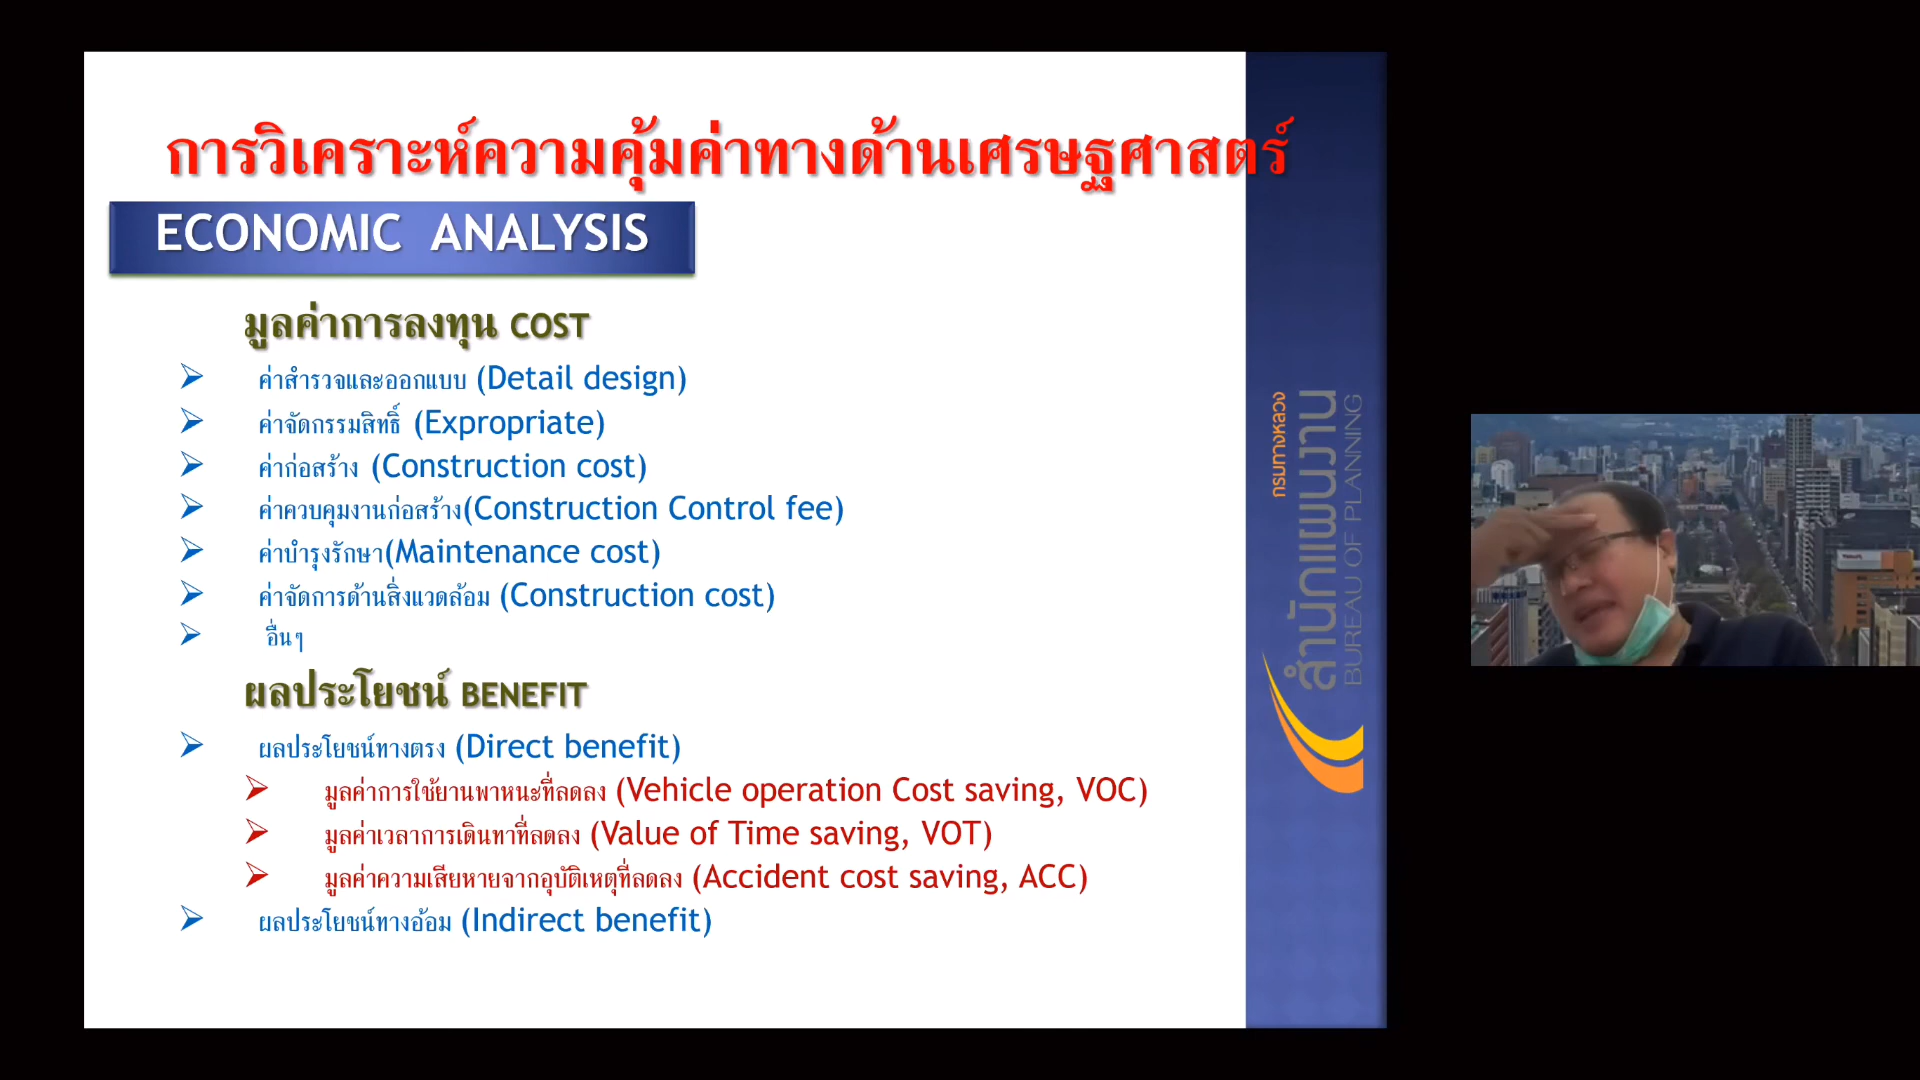 การวิเคราะห์ความคุ้มค่าทางด้านเศรษฐศาสตร์
ECONOMIC ANALYSIS
มูลค่าการลงทุน COST
ค่าสำรวจและออกแบบ (Detail design)
ค่าจัดกรรมสิทธิ์ (Expropriate)
ค่าก่อสร้าง (Construction cost)
ค่าควบคุมงานก่อสร้าง(Construction Control fee)
ค่าบำรุงรักษา(Maintenance cost)
ค่าจัดการด้านสิ่งแวดล้อม (Construction cost)
อื่นๆ
ผลประโยชน์ BENEFIT
ผลประโยชน์ทางตรง (Direct benefit)
มูลค่าการใช้ยานพาหนะที่ลดลง (Vehicle operation Cost saving, VOC)
มูลค่าเวลาการเดินทาที่ลดลง (Value of Time saving, VOT)
มูลค่าความเสียหายจากอุบัติเหตุที่ลดลง (Accident cost saving, ACC)
ผลประโยชน์ทางอ้อม (Indirect benefit)
กรมทางหลวง
สำนักแผนงาน
BUREAU OF PLANNING